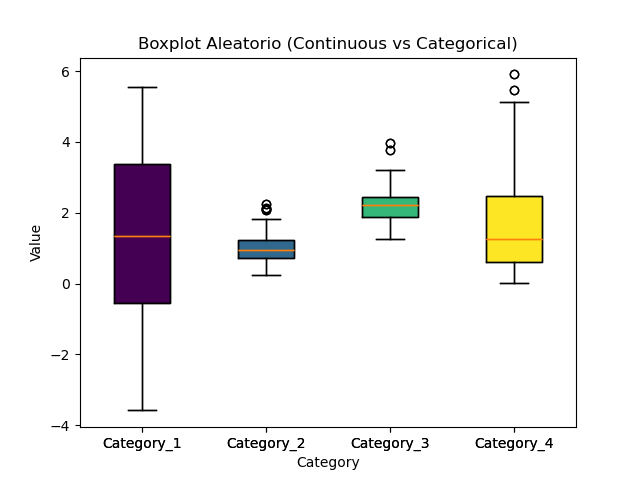 Boxplot Aleatorio (Continuous vs Categorical)
6
4
2
0
−2
−4
Value
Category_1 Category_2 Category_3 Category_4
Category